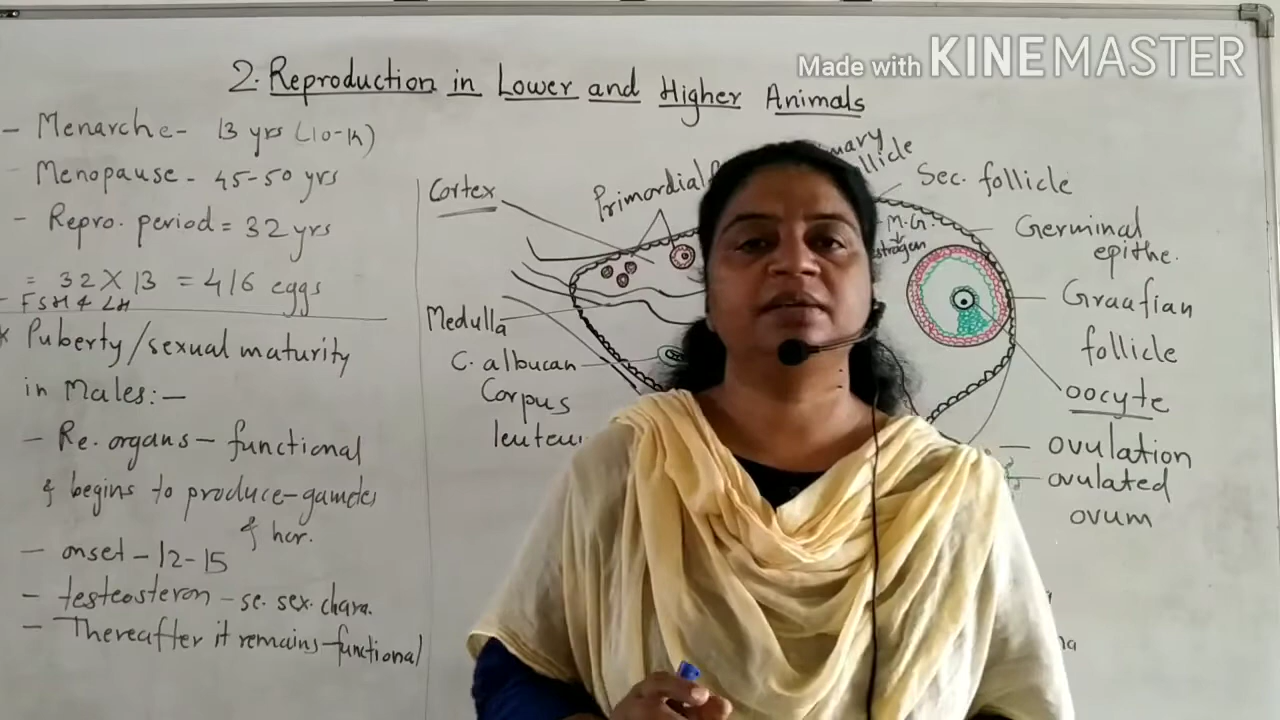 Made with KINEMASTER
2. Reproduction in Lower and Higher Animals
- Menarche - 13 yrs (10-14)
- Menopause - 45-50 yrs
- Repro. period = 32 yrs
= 32 X 13 = 416 eggs
- FSH & LH
* Puberty/sexual maturity
in Males:-
- Re. organs - functional
& begins to produce-gametes
& hor.
- onset - 12-15
- testeosteron - se. sex. chara.
- Thereafter it remains-functional
Cortex
Primordial
Medulla
C. albucan
Corpus
leuteu
Sec. follicle
M.G.
Germinal
epithe.
Graafian
follicle
oocyte
ovulation
ovulated
ovum